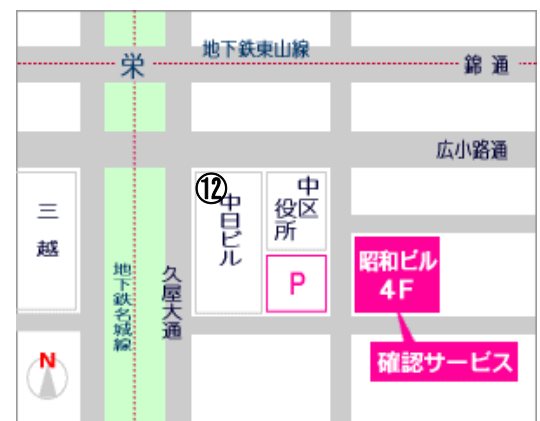 地下鉄東山線
栄
錦通
広小路通
三越
⑫
中日ビル
中区
役所
P
昭和ビル
4F
確認サービス
地下鉄名城線
久屋大通
N